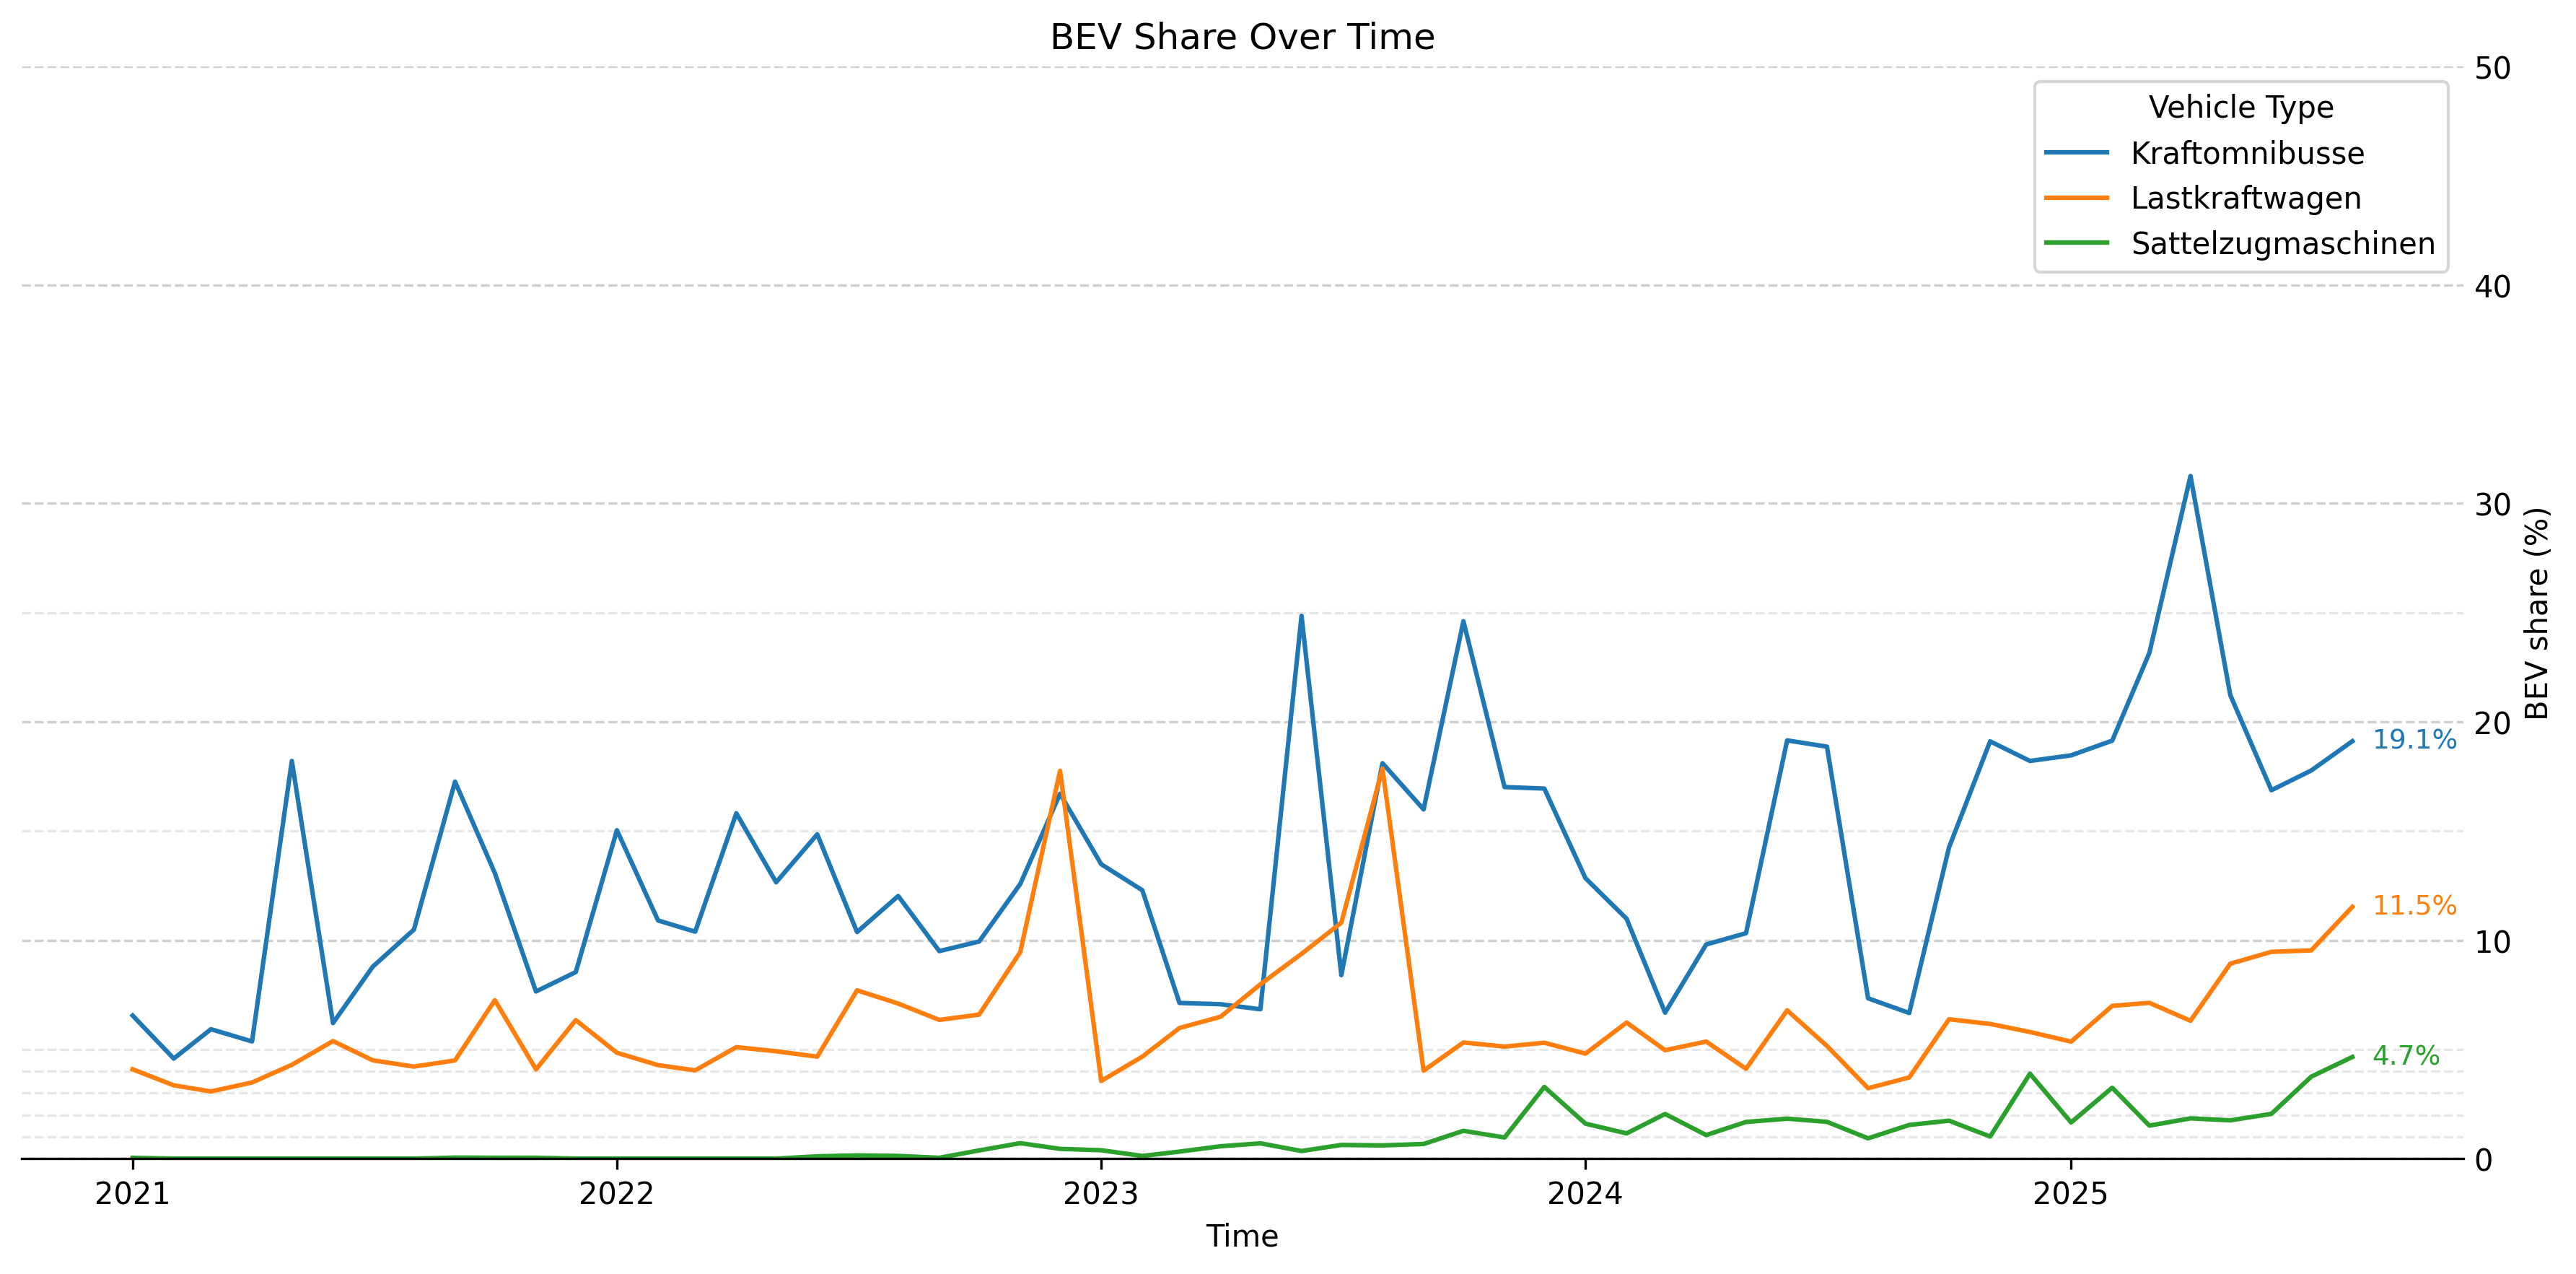 BEV Share Over Time
Vehicle Type
Kraftomnibusse
Lastkraftwagen
Sattelzugmaschinen
50
40
30
20
10
0
BEV share (%)
19.1%
11.5%
4.7%
2021 2022 2023 2024 2025
Time